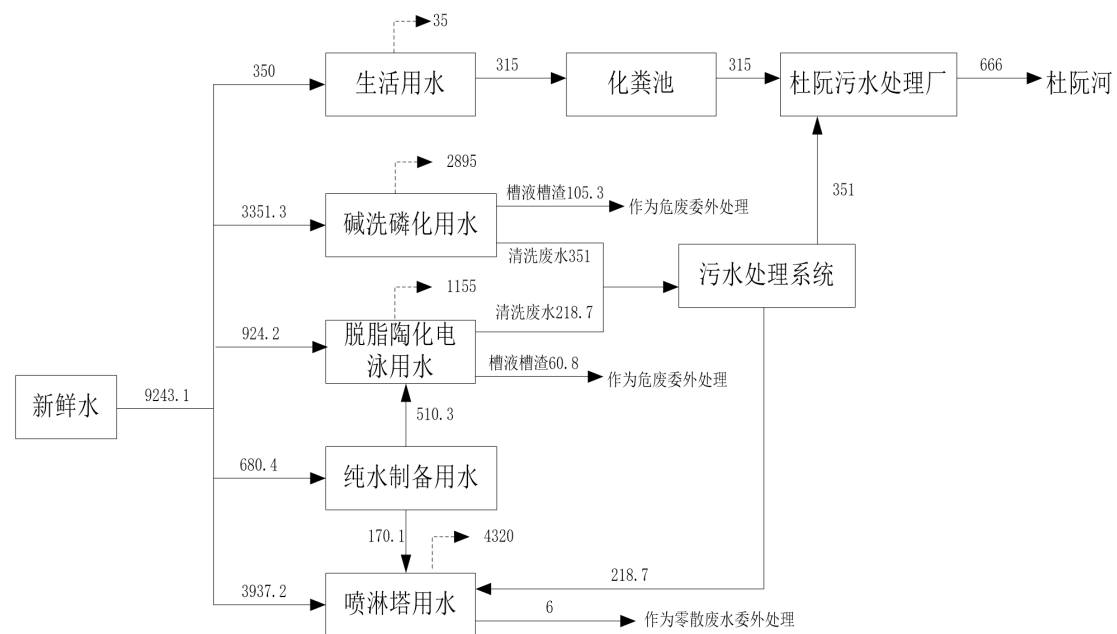 35
350
生活用水
315
化粪池
315
杜阮污水处理厂
666
杜阮河
2895
3351.3
碱洗磷化用水
槽液槽渣105.3
作为危废委外处理
351
清洗废水351
污水处理系统
1155
924.2
脱脂陶化电
泳用水
清洗废水218.7
槽液槽渣60.8
作为危废委外处理
新鲜水
9243.1
510.3
680.4
纯水制备用水
170.1
4320
3937.2
喷淋塔用水
218.7
6
作为零散废水委外处理